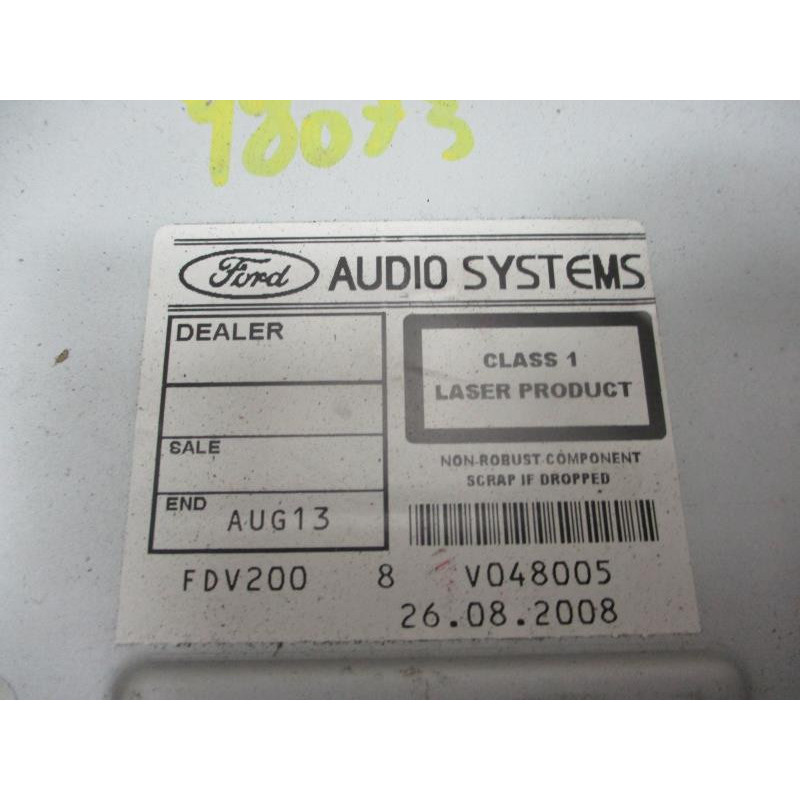 98073
Ford AUDIO SYSTEMS
DEALER
CLASS 1
LASER PRODUCT
SALE
NON-ROBUST COMPONENT
SCRAP IF DROPPED
END AUG13
FDV200 8 V048005
26.08.2008